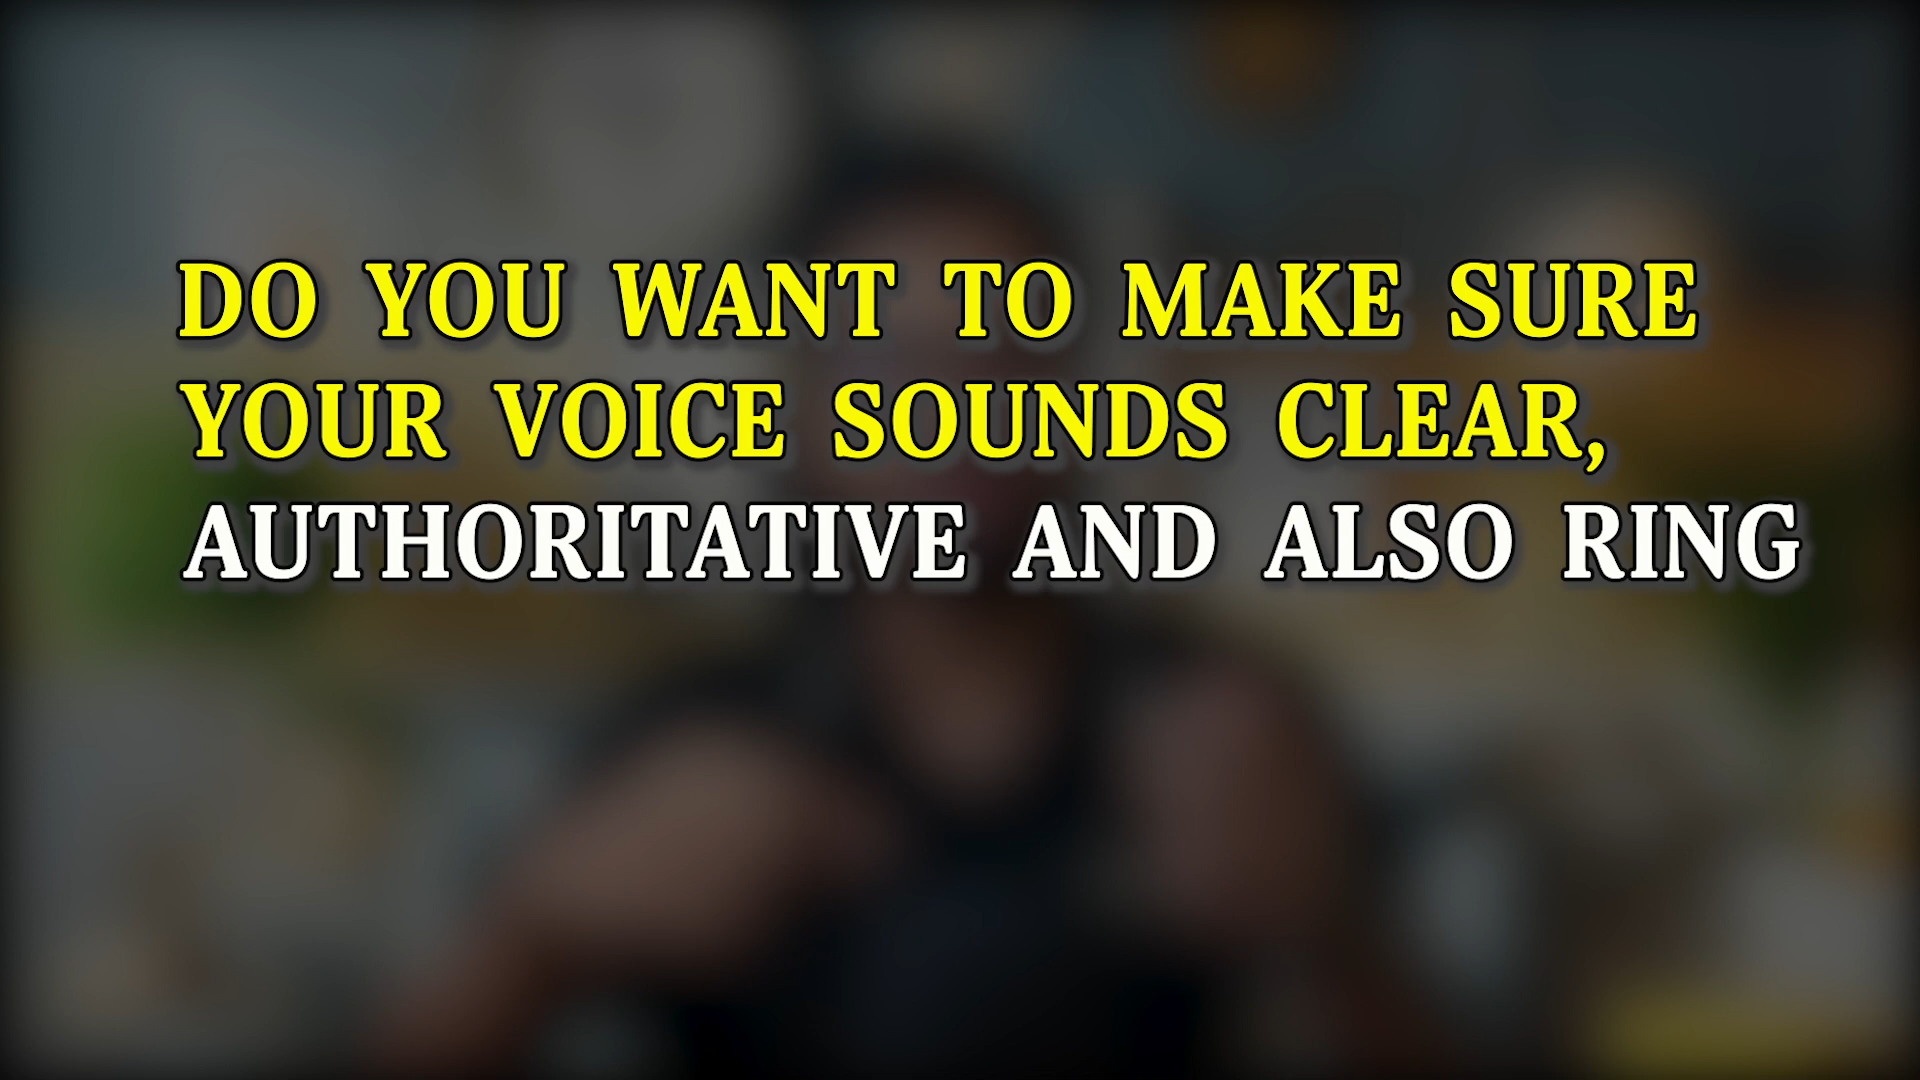 DO YOU WANT TO MAKE SURE
YOUR VOICE SOUNDS CLEAR,
AUTHORITATIVE AND ALSO RING